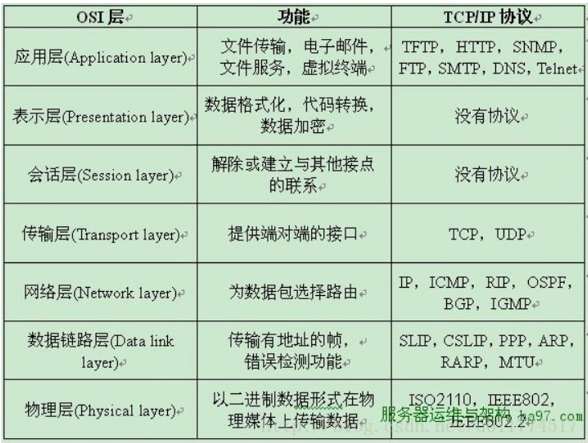 OSI 层 功能 TCP/IP 协议
应用层(Application layer) 文件传输，电子邮件，文件服务，虚拟终端 TFTP，HTTP，SNMP，FTP，SMTP，DNS，Telnet
表示层(Presentation layer) 数据格式化，代码转换，数据加密 没有协议
会话层(Session layer) 解除或建立与其他接点的联系 没有协议
传输层(Transport layer) 提供端对端的接口 TCP，UDP
网络层(Network layer) 为数据包选择路由 IP，ICMP，RIP，OSPF，BGP，IGMP
数据链路层(Data link layer) 传输有地址的帧，错误检测功能 SLIP，CSLIP，PPP，ARP，RARP，MTU
物理层(Physical layer) 以二进制数据形式在物理媒体上传输数据 ISO2110，IEEE802，IEEE802.2
服务器运维与架构 hq97.com